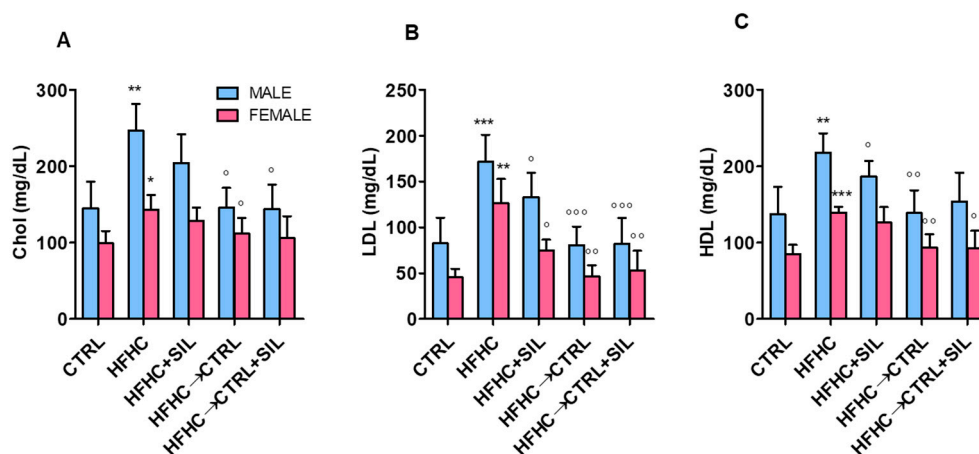 A
Chol (mg/dL)
300
200
100
0
**
*
°
°
°
MALE
FEMALE
CTRL
HFHC
HFHC+SIL
HFHC→CTRL
HFHC→CTRL+SIL
B
LDL (mg/dL)
250
200
150
100
50
0
***
**
°
°
°°°
°°
°°°
°°
CTRL
HFHC
HFHC+SIL
HFHC→CTRL
HFHC→CTRL+SIL
C
HDL (mg/dL)
300
200
100
0
**
***
°
°°
°°
°
CTRL
HFHC
HFHC+SIL
HFHC→CTRL
HFHC→CTRL+SIL